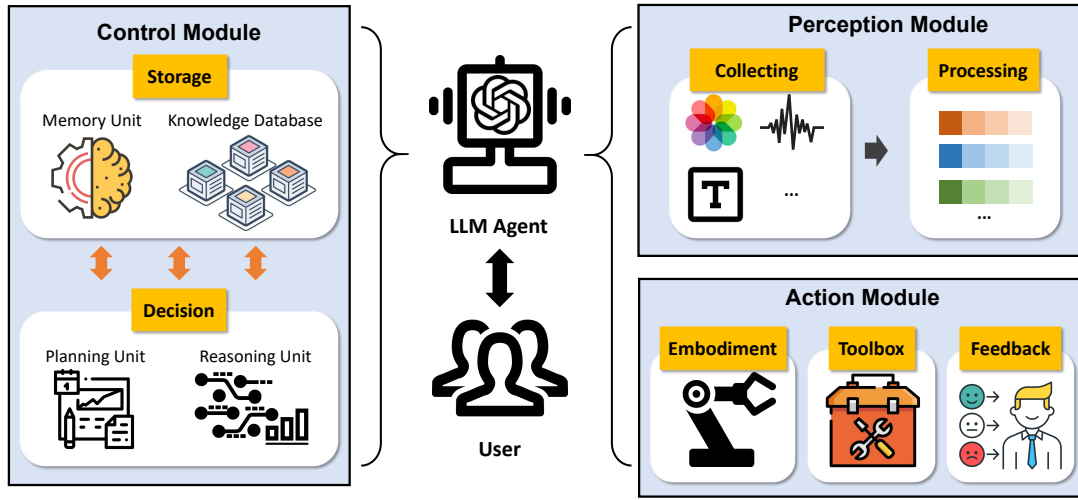 Control Module
Storage
Memory Unit
Knowledge Database
Decision
Planning Unit
Reasoning Unit
1
LLM Agent
User
Perception Module
Collecting
Processing
T
...
...
Action Module
Embodiment
Toolbox
Feedback